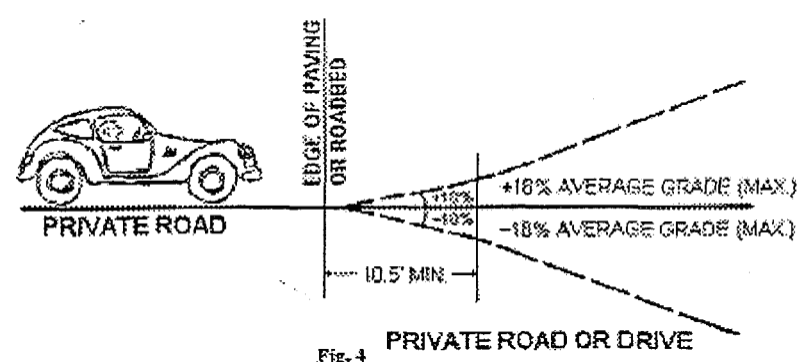 EDGE OF PAVING
OR ROADBED
PRIVATE ROAD
+18% AVERAGE GRADE (MAX.)
-18% AVERAGE GRADE (MAX.)
10.5' MIN.
PRIVATE ROAD OR DRIVE
Fig. 4